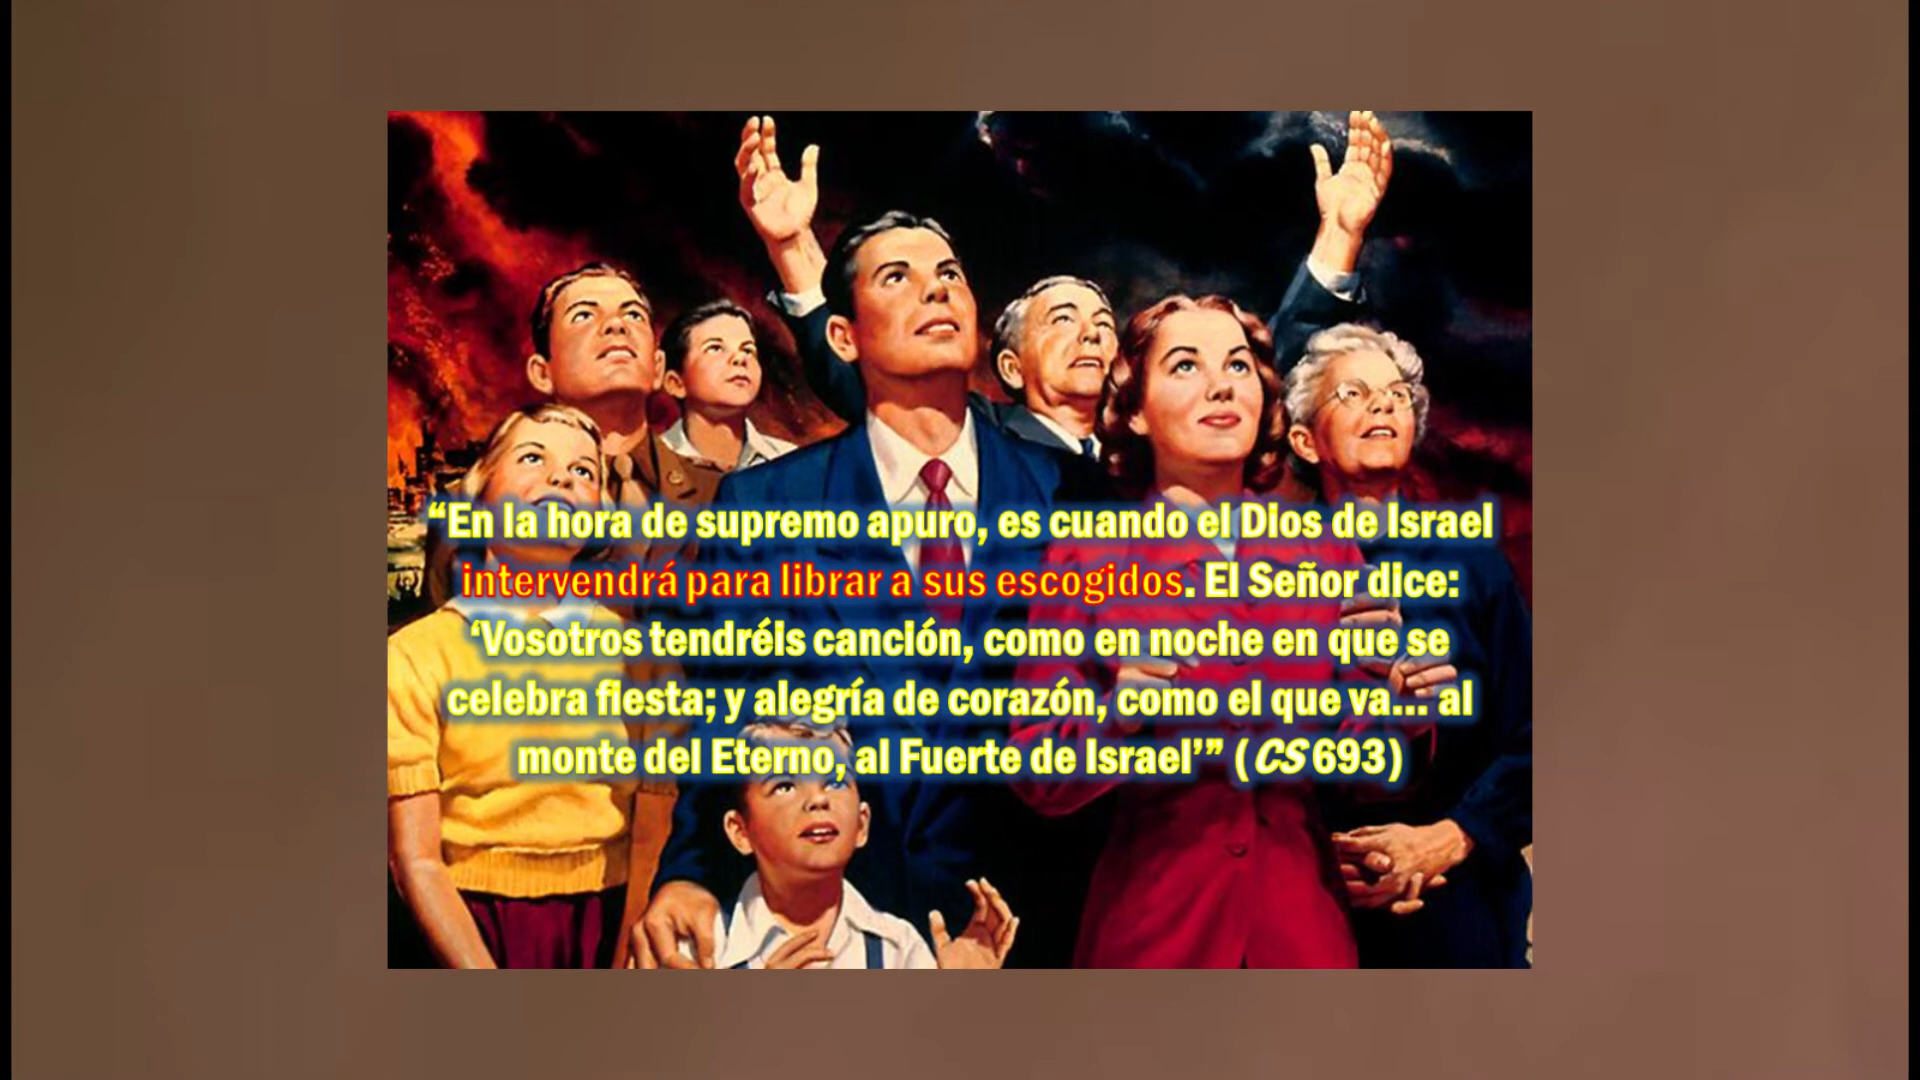 “En la hora de supremo apuro, es cuando el Dios de Israel
intervendrá para librar a sus escogidos. El Señor dice:
‘Vosotros tendréis canción, como en noche en que se
celebra fiesta; y alegría de corazón, como el que va... al
monte del Eterno, al Fuerte de Israel’” (CS 693)